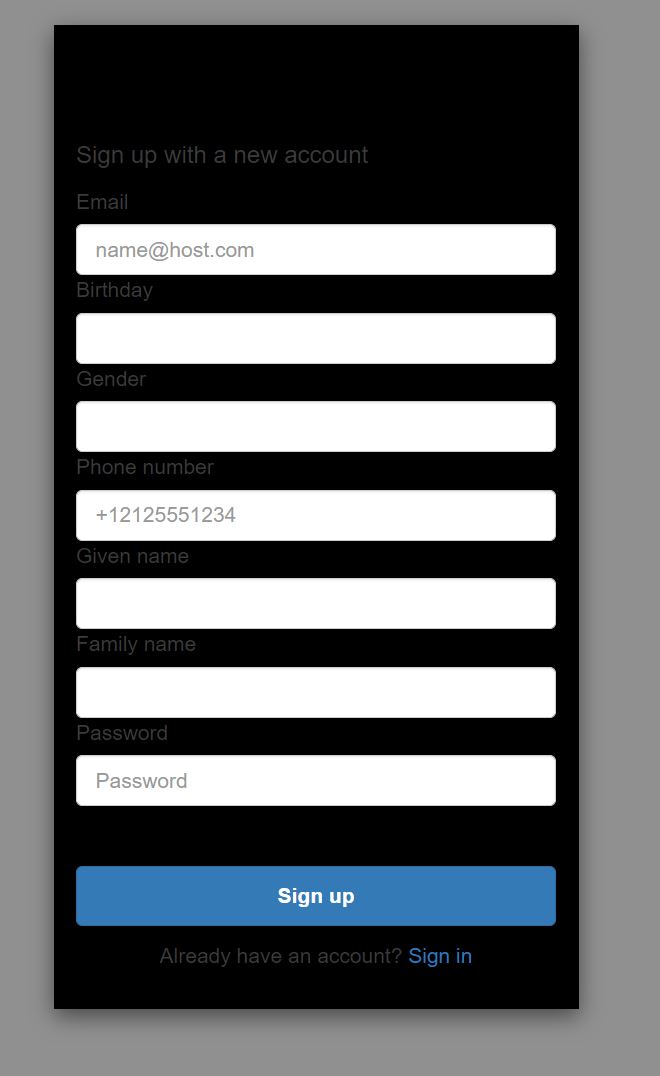 Sign up with a new account
Email
name@host.com
Birthday
Gender
Phone number
+12125551234
Given name
Family name
Password
Password
Sign up
Already have an account? Sign in